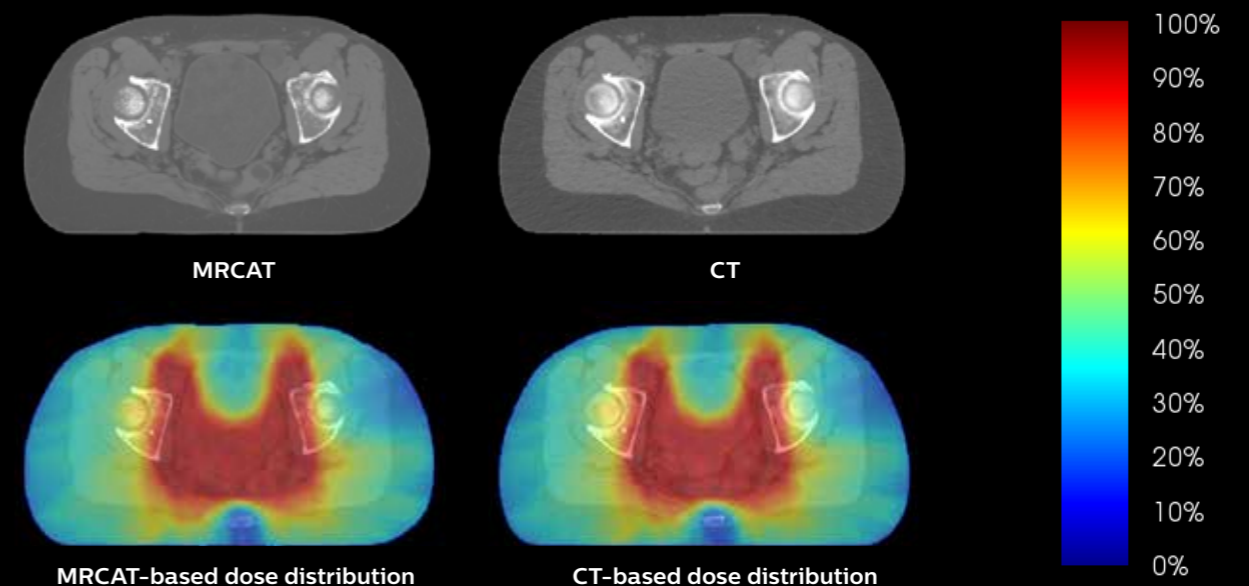 MRCAT
CT
MRCAT-based dose distribution
CT-based dose distribution
100%
90%
80%
70%
60%
50%
40%
30%
20%
10%
0%